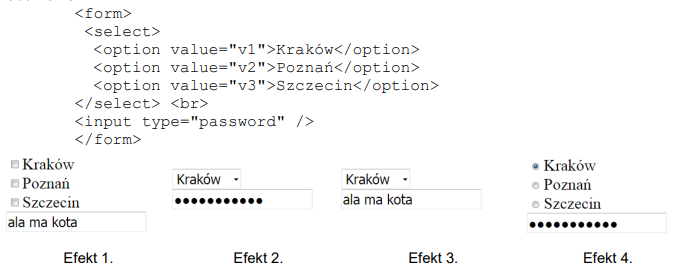 <form>
<select>
<option value="v1">Kraków</option>
<option value="v2">Poznań</option>
<option value="v3">Szczecin</option>
</select> <br>
<input type="password" />
</form>
Kraków
Poznań
Szczecin
ala ma kota
Efekt 1.
Kraków
•••••••••••
Efekt 2.
Kraków
ala ma kota
Efekt 3.
Kraków
Poznań
Szczecin
•••••••••••
Efekt 4.